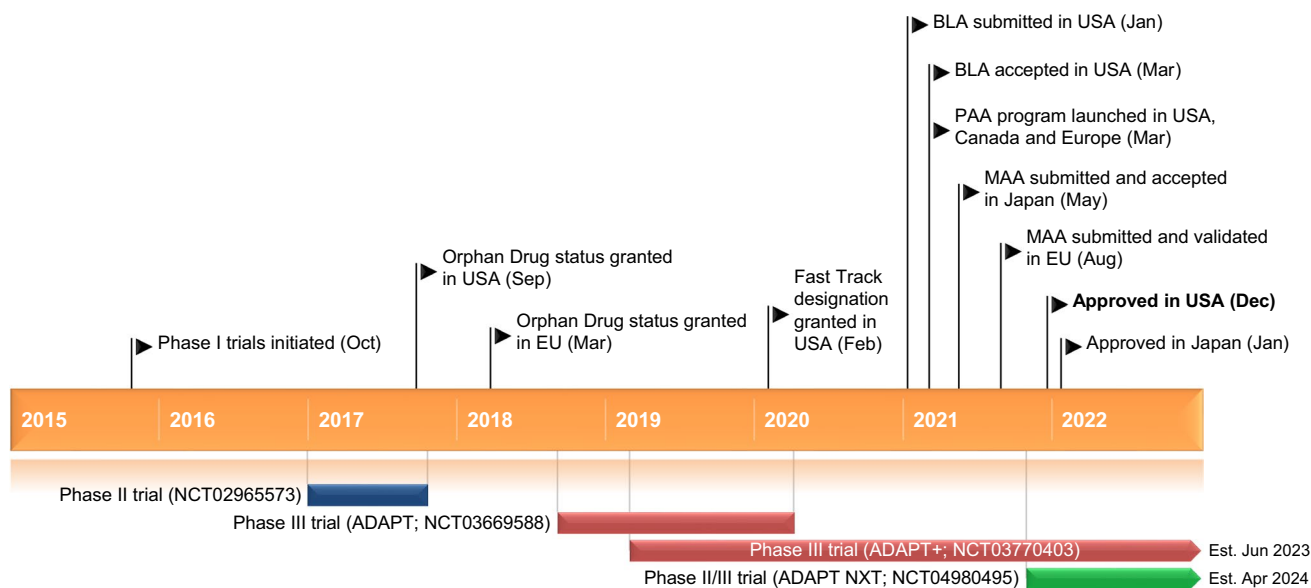 BLA submitted in USA (Jan)
BLA accepted in USA (Mar)
PAA program launched in USA,
Canada and Europe (Mar)
MAA submitted and accepted
in Japan (May)
MAA submitted and validated
in EU (Aug)
Orphan Drug status granted
in USA (Sep)
Fast Track
designation
granted in
USA (Feb)
Approved in USA (Dec)
Orphan Drug status granted
in EU (Mar)
Phase I trials initiated (Oct)
Approved in Japan (Jan)
2015
2016
2017
2018
2019
2020
2021
2022
Phase II trial (NCT02965573)
Phase III trial (ADAPT; NCT03669588)
Phase III trial (ADAPT+; NCT03770403)
Est. Jun 2023
Phase II/III trial (ADAPT NXT; NCT04980495)
Est. Apr 2024